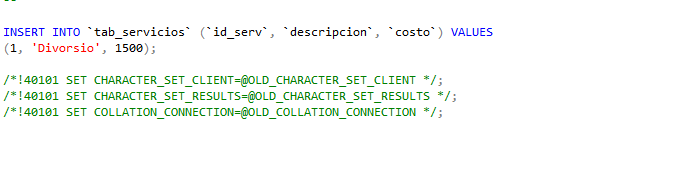 --
INSERT INTO `tab_servicios` (`id_serv`, `descripcion`, `costo`) VALUES
(1, 'Divorsio', 1500);
/*!40101 SET CHARACTER_SET_CLIENT=@OLD_CHARACTER_SET_CLIENT */;
/*!40101 SET CHARACTER_SET_RESULTS=@OLD_CHARACTER_SET_RESULTS */;
/*!40101 SET COLLATION_CONNECTION=@OLD_COLLATION_CONNECTION */;